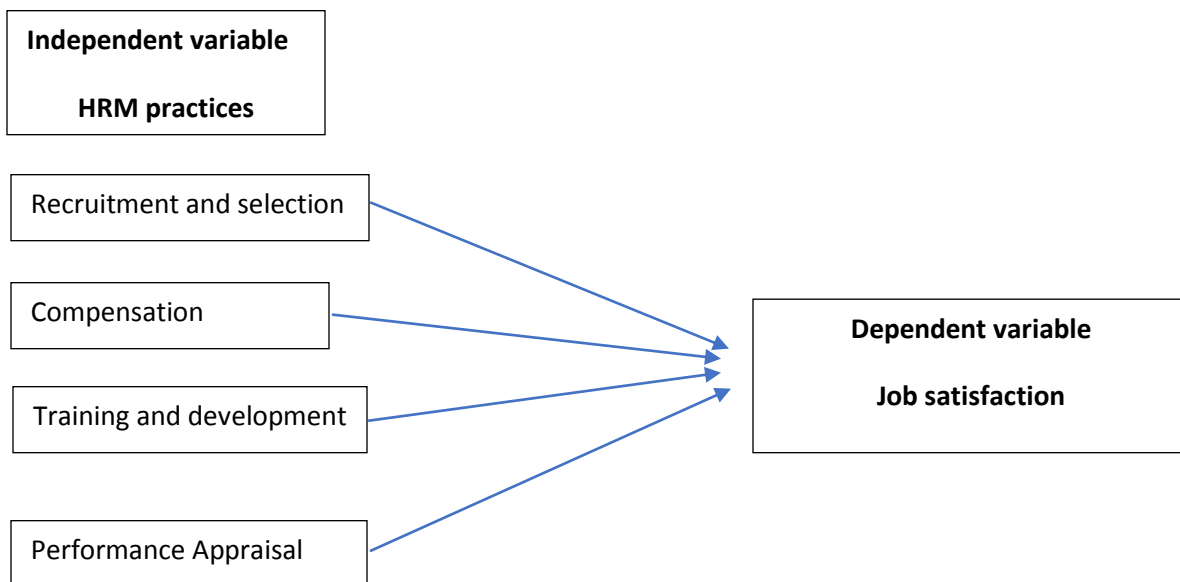 Independent variable
HRM practices
Recruitment and selection
Compensation
Training and development
Performance Appraisal
Dependent variable
Job satisfaction